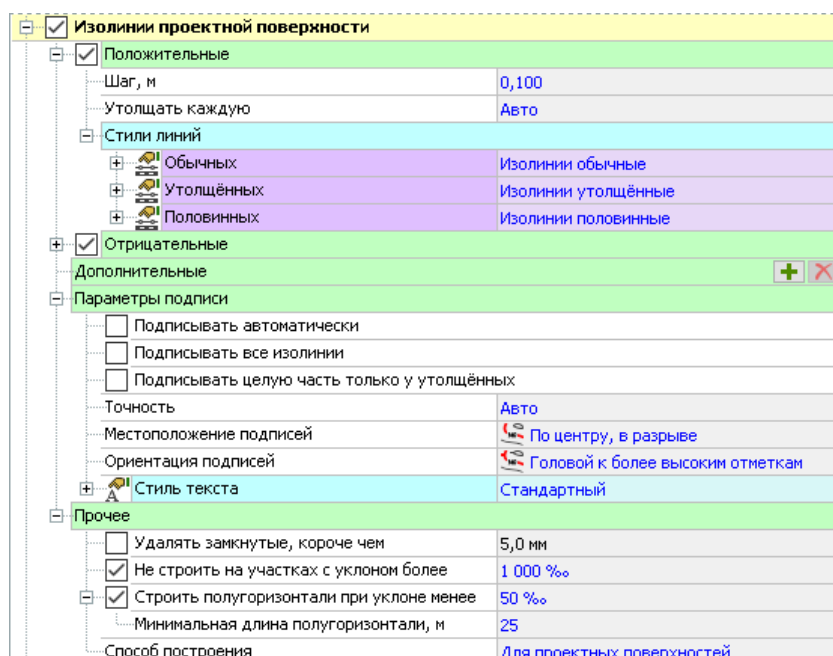 Изолинии проектной поверхности
Положительные
Шаг, м 0,100
Утолщать каждую Авто
Стили линий
Обычных Изолинии обычные
Утолщённых Изолинии утолщённые
Половинных Изолинии половинные
Отрицательные
Дополнительные
Параметры подписи
Подписывать автоматически
Подписывать все изолинии
Подписывать целую часть только у утолщённых
Точность Авто
Местоположение подписей По центру, в разрыве
Ориентация подписей Головой к более высоким отметкам
Стиль текста Стандартный
Прочее
Удалять замкнутые, короче чем 5,0 мм
Не строить на участках с уклоном более 1 000 ‰
Строить полугоризонтали при уклоне менее 50 ‰
Минимальная длина полугоризонтали, м 25
Способ построения Для проектных поверхностей